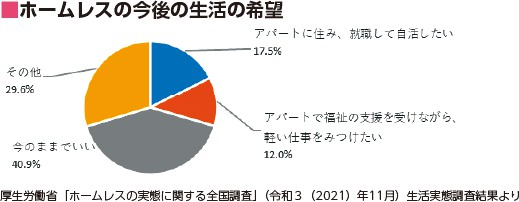 ■ホームレスの今後の生活の希望
アパートに住み、就職して自活したい
17.5%
その他
29.6%
アパートで福祉の支援を受けながら、
軽い仕事をみつけたい
12.0%
今のままでいい
40.9%
厚生労働省「ホームレスの実態に関する全国調査」（令和３（2021）年11月）生活実態調査結果より